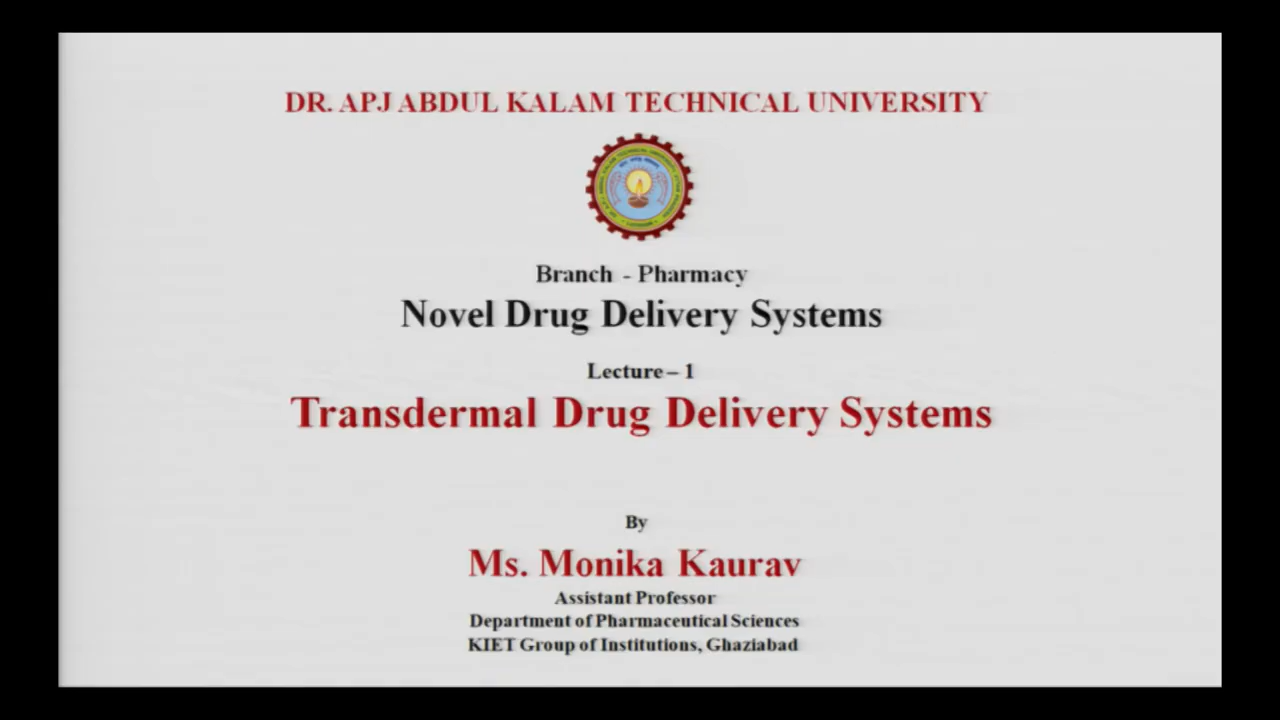 DR. APJ ABDUL KALAM TECHNICAL UNIVERSITY
Branch - Pharmacy
Novel Drug Delivery Systems
Lecture – 1
Transdermal Drug Delivery Systems
By
Ms. Monika Kaurav
Assistant Professor
Department of Pharmaceutical Sciences
KIET Group of Institutions, Ghaziabad